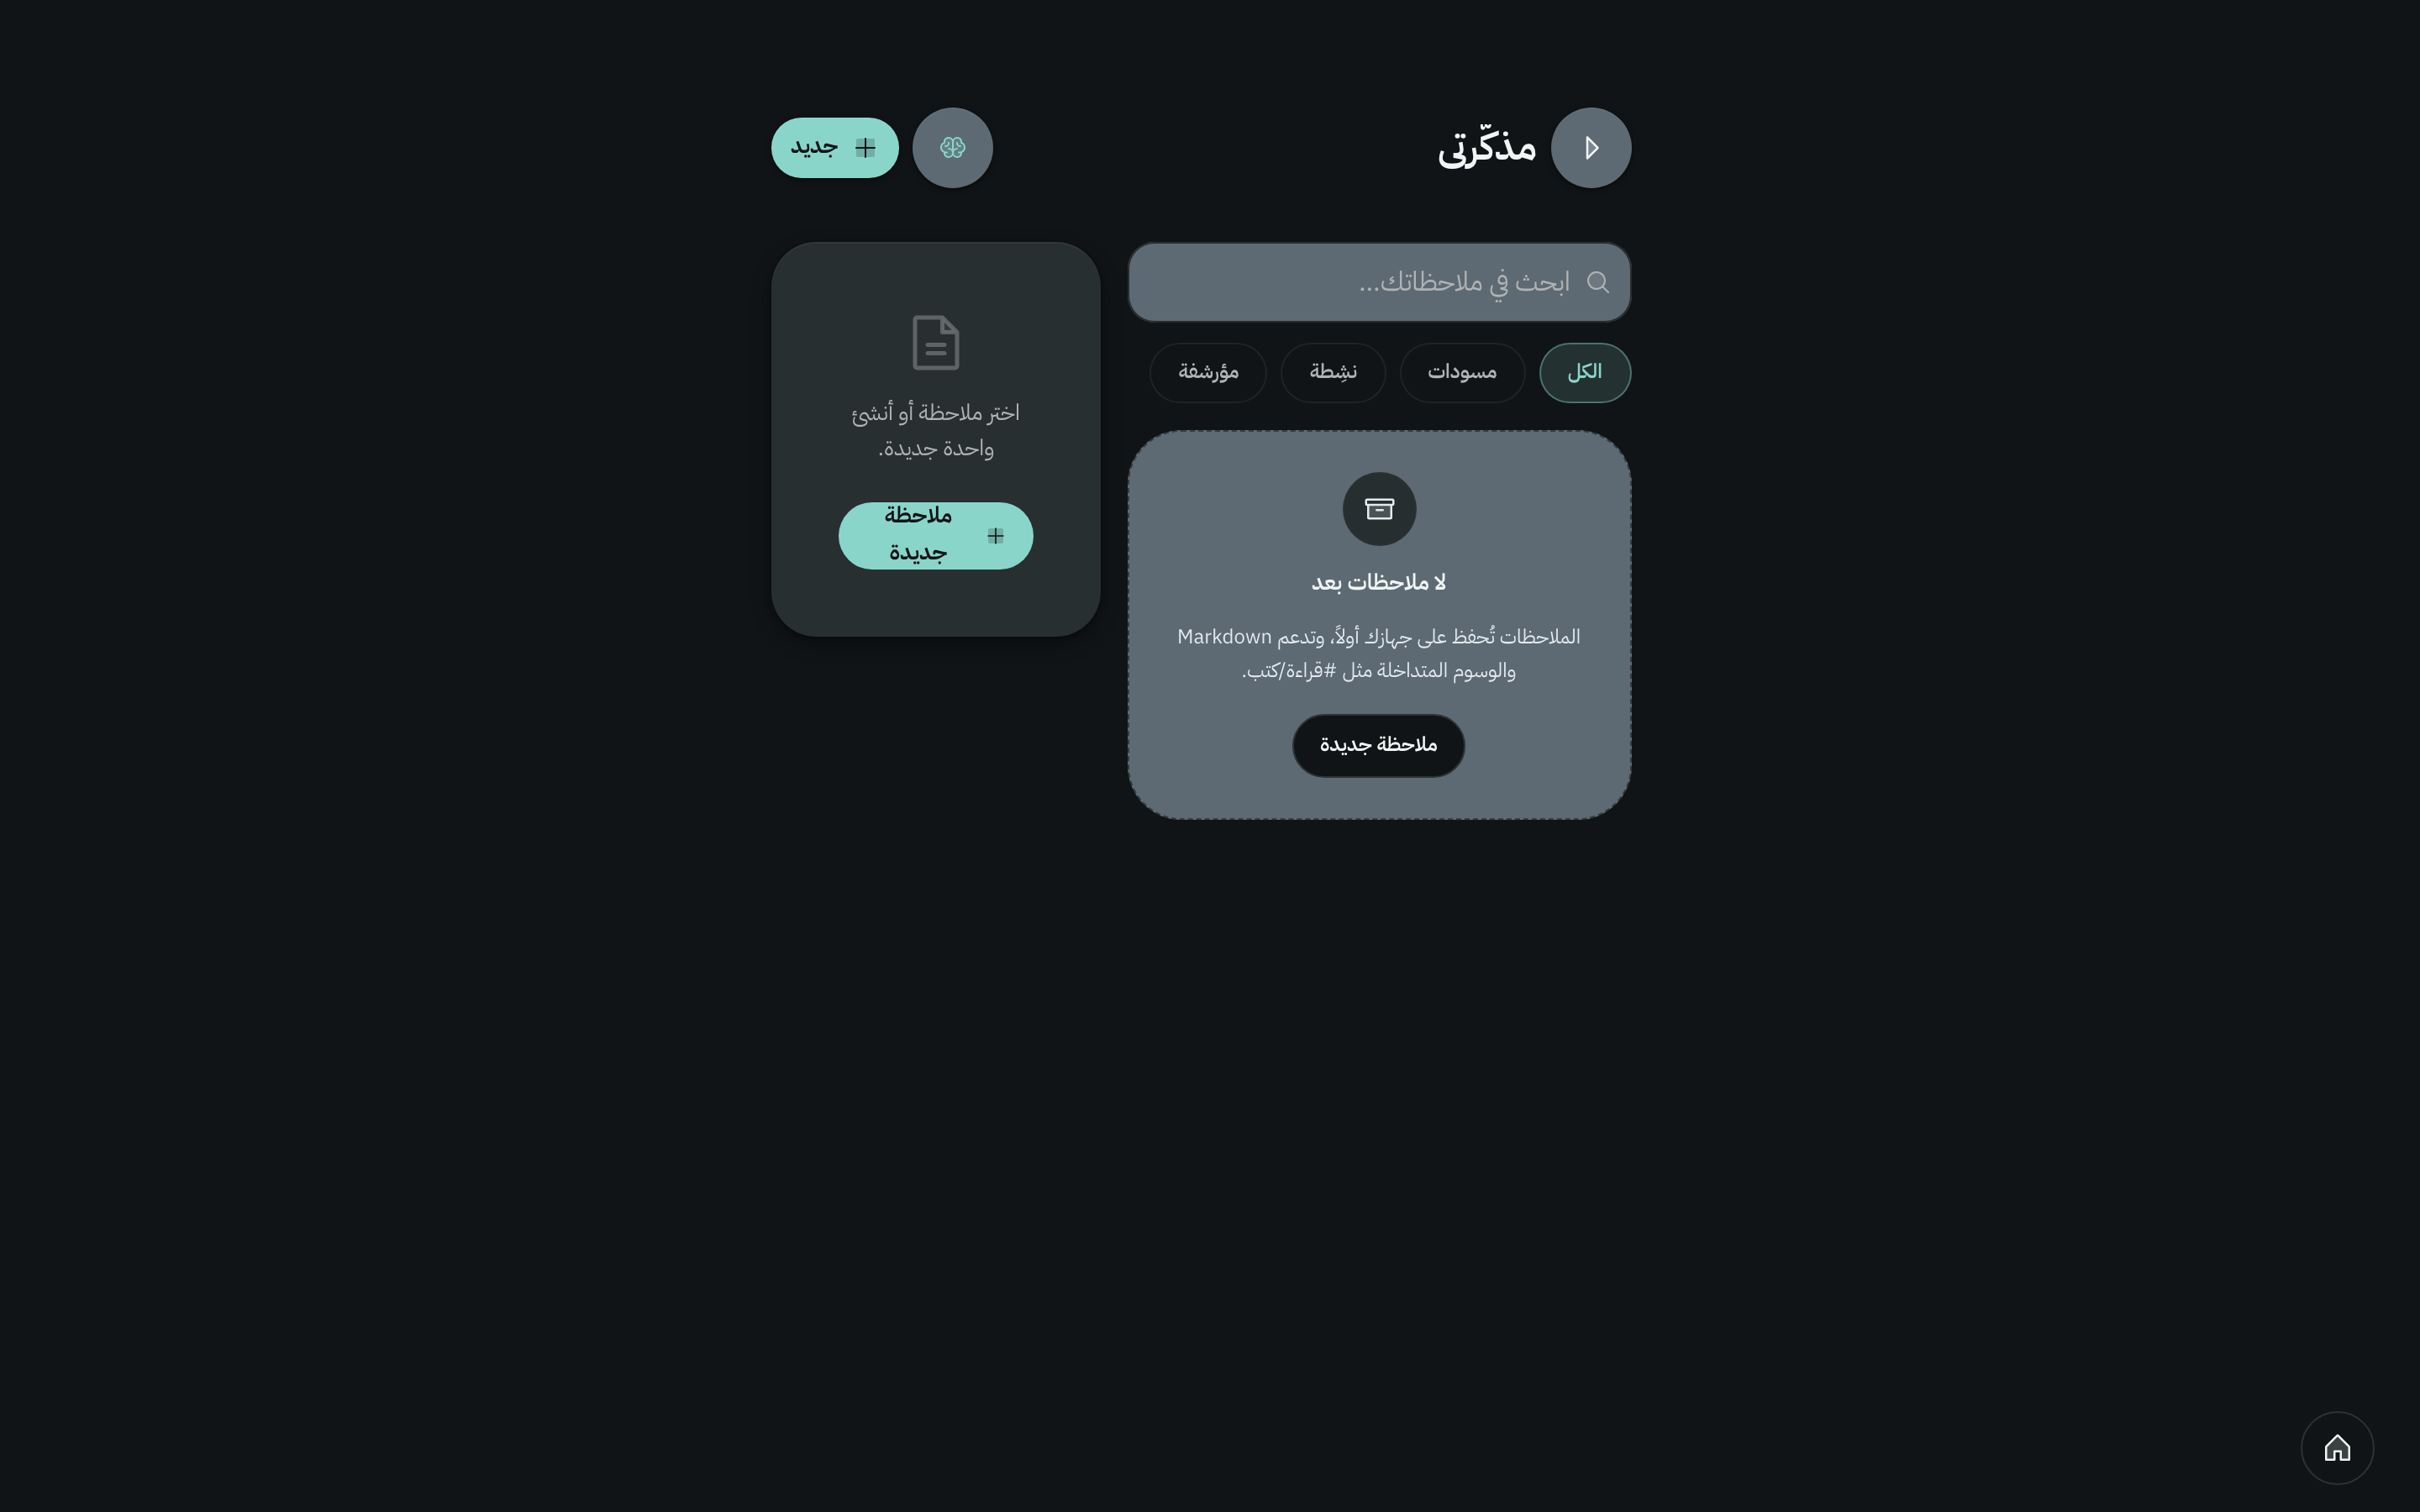 مذكّرتي
جديد
ابحث في ملاحظاتك...
الكل
مسودات
نشِطة
مؤرشفة
لا ملاحظات بعد
الملاحظات تُحفظ على جهازك أولاً، وتدعم Markdown
والوسوم المتداخلة مثل #قراءة/كتب.
ملاحظة جديدة
اختر ملاحظة أو أنشئ
واحدة جديدة.
ملاحظة
جديدة